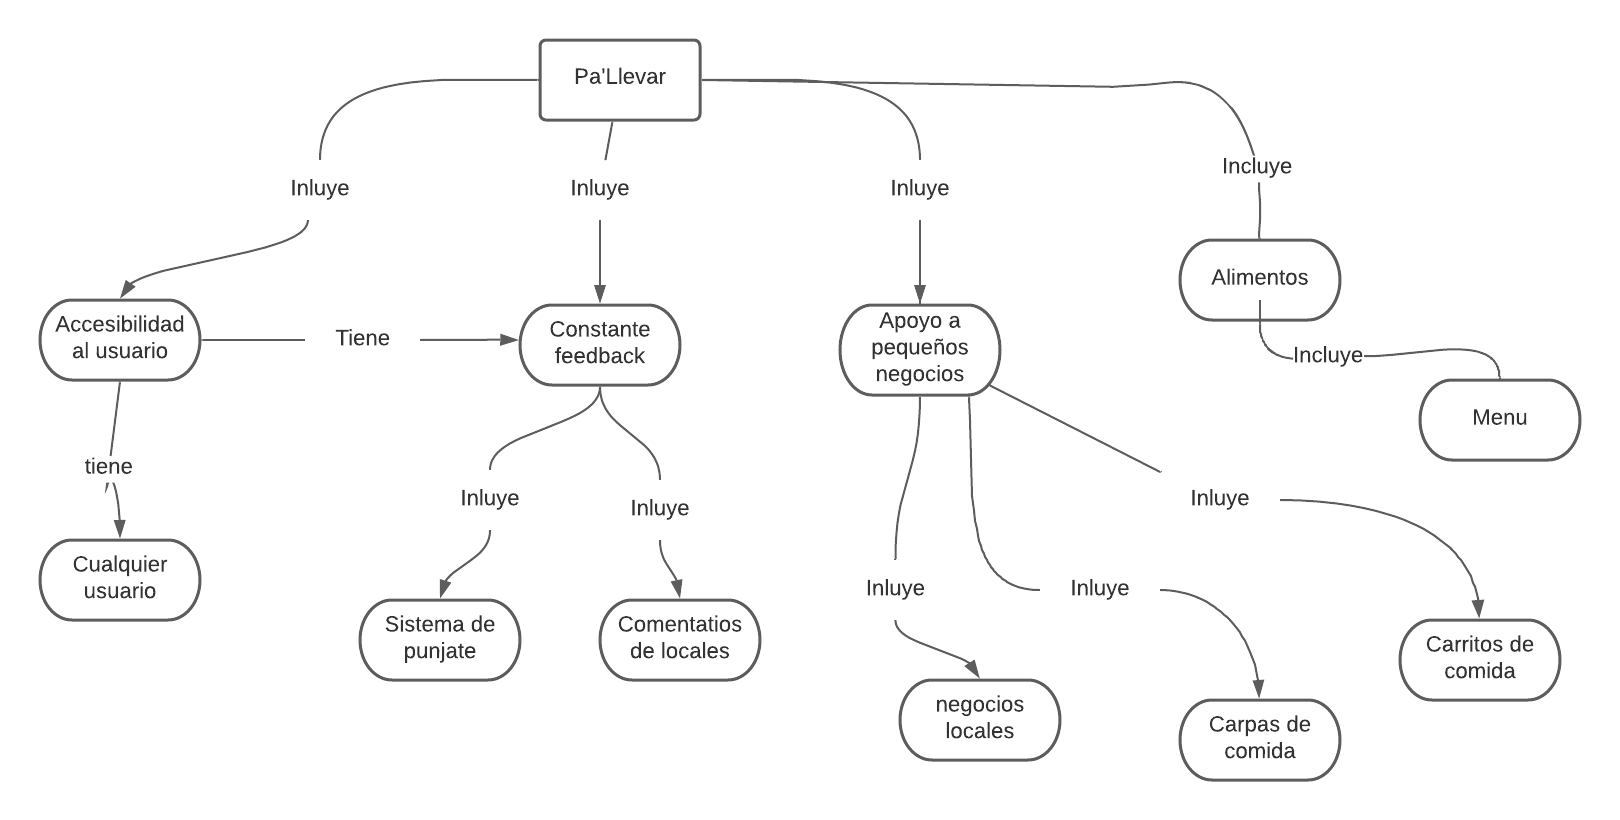 Pa'Llevar
Incluye
Inluye
Inluye
Inluye
Alimentos
Accesibilidad
al usuario
Tiene
Constante
feedback
Apoyo a
pequeños
negocios
Incluye
Menu
tiene
Inluye
Inluye
Inluye
Cualquier
usuario
Inluye
Inluye
Sistema de
punjate
Comentatios
de locales
Carritos de
comida
negocios
locales
Carpas de
comida